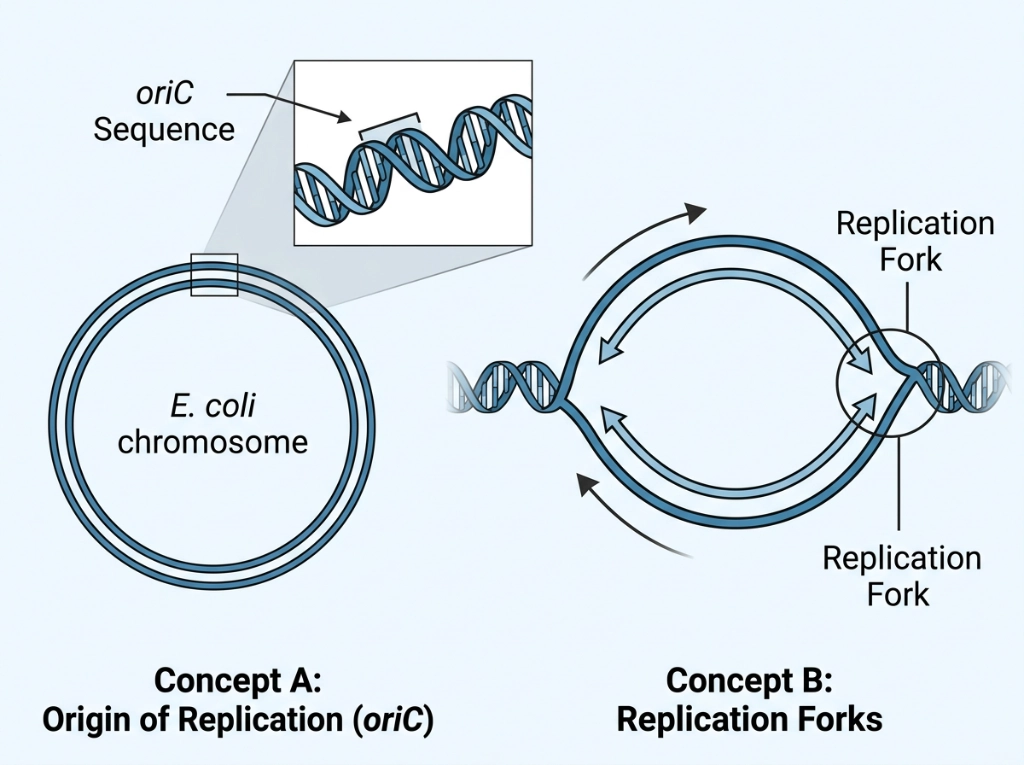 oriC
Sequence
E. coli
chromosome
Replication
Fork
Replication
Fork
Concept A:
Origin of Replication (oriC)
Concept B:
Replication Forks